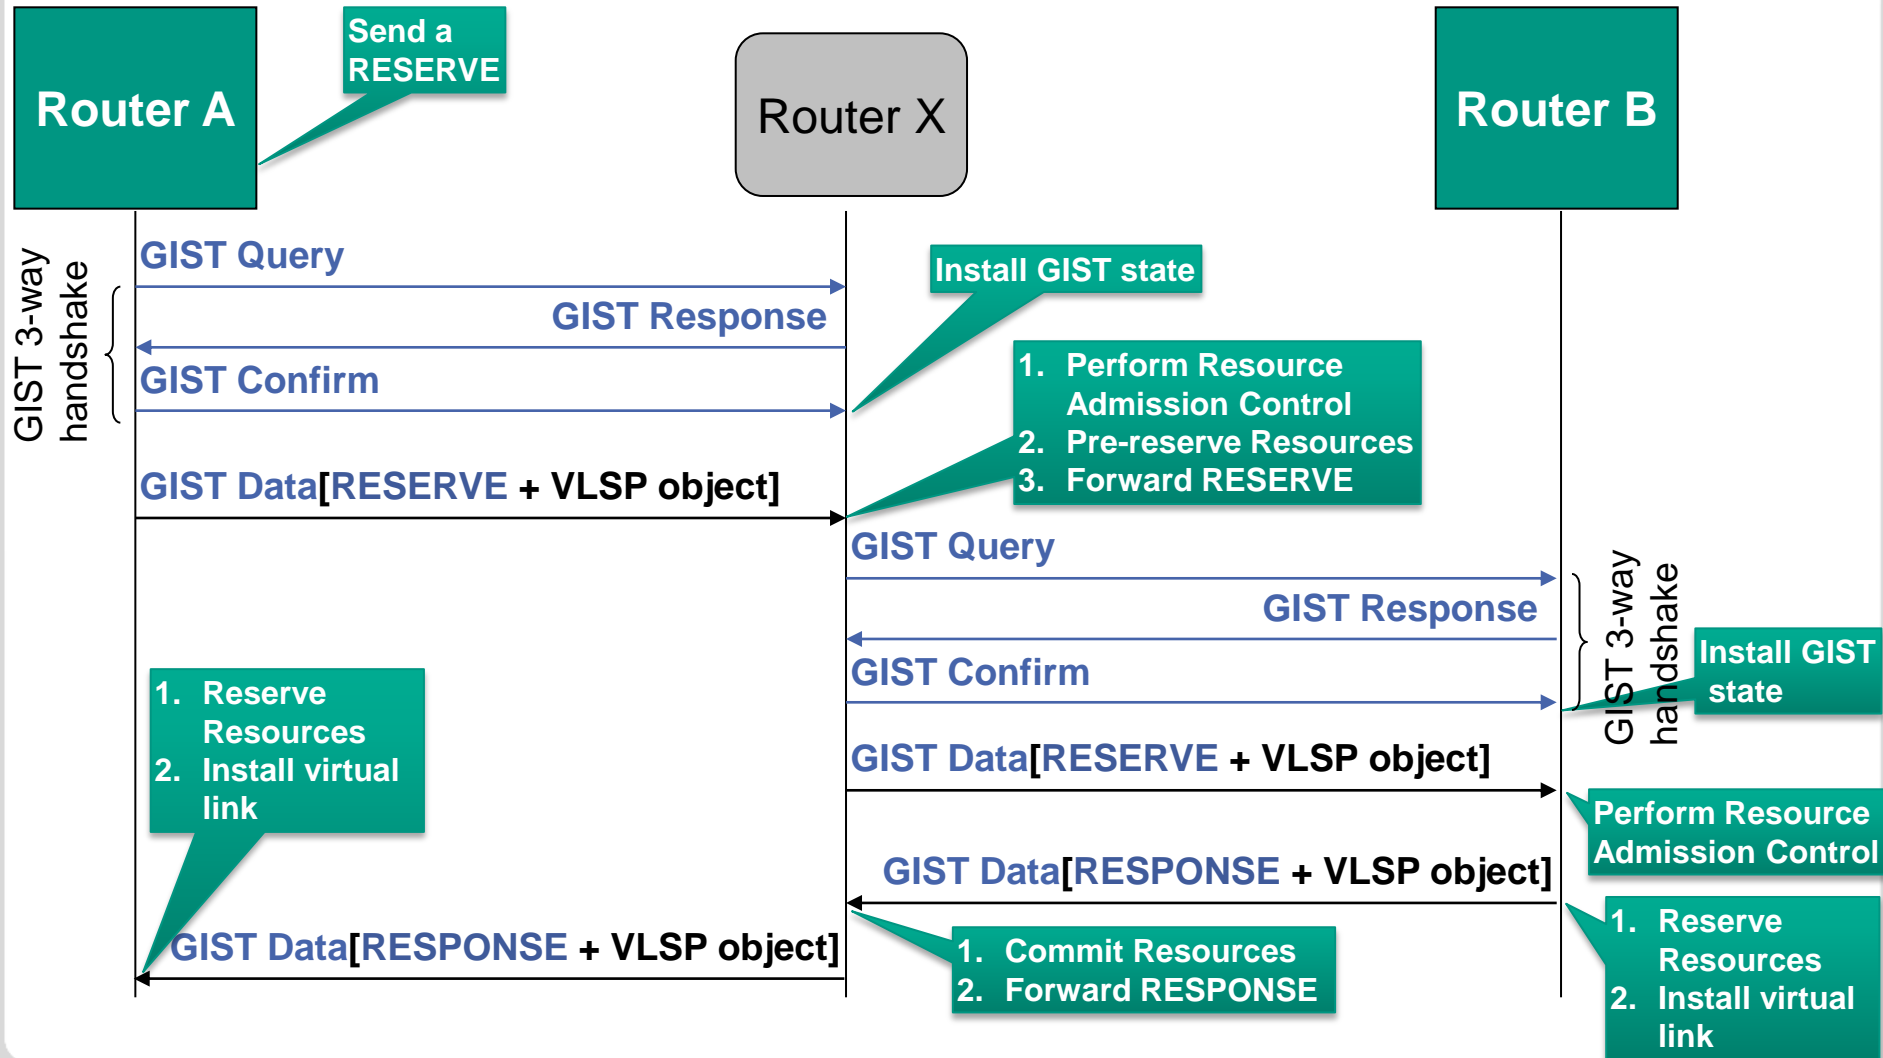 Send a
RESERVE
Router A
Router X
Router B
GIST 3-way
handshake
GIST Query
Install GIST state
GIST Response
GIST Confirm
1. Perform Resource
Admission Control
2. Pre-reserve Resources
3. Forward RESERVE
GIST Data[RESERVE + VLSP object]
GIST Query
GIST 3-way
handshake
GIST Response
Install GIST
state
GIST Confirm
1. Reserve
Resources
2. Install virtual
link
GIST Data[RESERVE + VLSP object]
Perform Resource
Admission Control
GIST Data[RESPONSE + VLSP object]
1. Reserve
Resources
2. Install virtual
link
GIST Data[RESPONSE + VLSP object]
1. Commit Resources
2. Forward RESPONSE